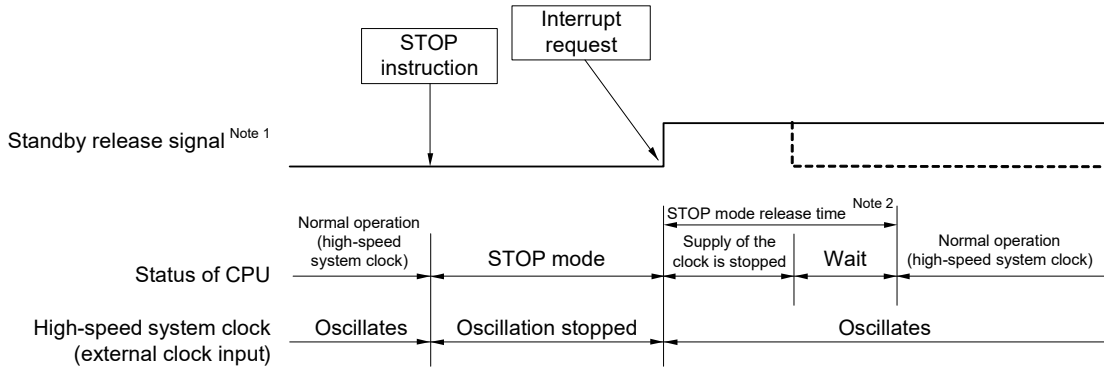 Interrupt
request
STOP
instruction
Standby release signal Note 1
STOP mode release time Note 2
Normal operation
(high-speed
system clock)
Supply of the
clock is stopped
Normal operation
(high-speed system clock)
Status of CPU
STOP mode
Wait
High-speed system clock
(external clock input)
Oscillates
Oscillation stopped
Oscillates